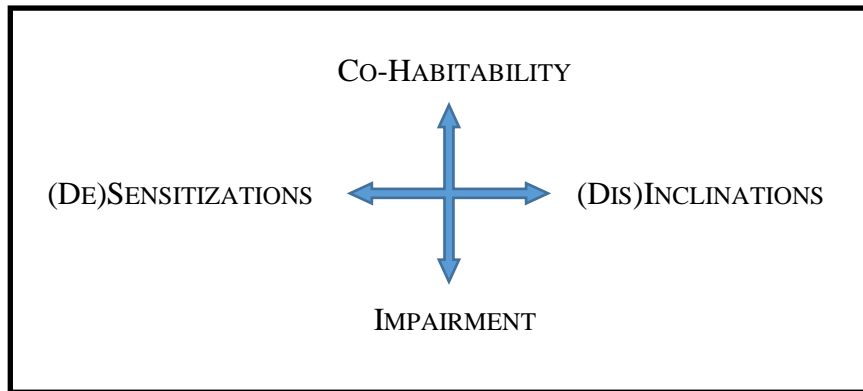 CO-HABITABILITY
(DE)SENSITIZATIONS (DIS)INCLINATIONS
IMPAIRMENT